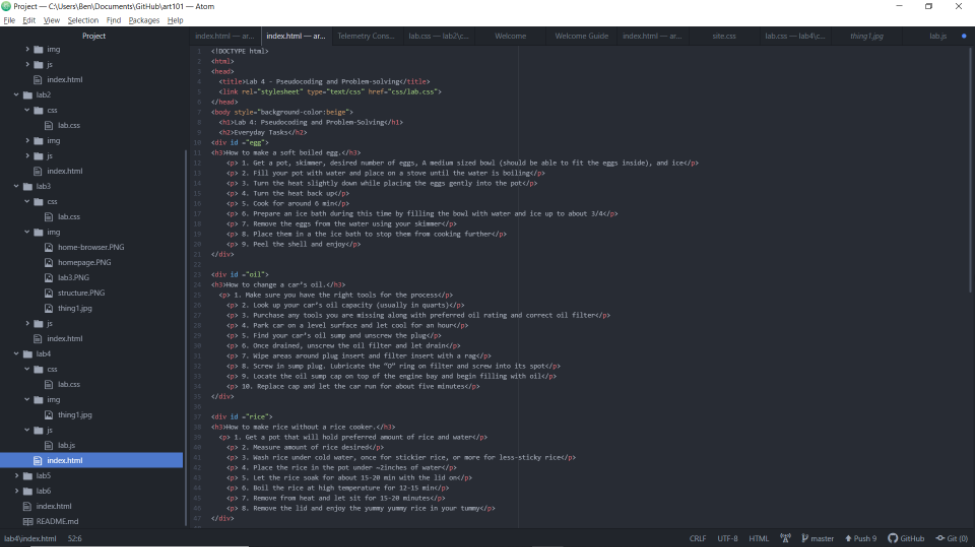 Project — C:\Users\Ben\Documents\GitHub\art101 — Atom
File Edit View Selection Find Packages Help
Project
img
js
index.html
lab2
css
lab.css
img
js
index.html
lab3
css
lab.css
img
home-browser.PNG
homepage.PNG
lab3.PNG
structure.PNG
thing1.jpg
js
index.html
lab4
css
lab.css
img
thing1.jpg
js
lab.js
index.html
lab5
lab6
index.html
README.md
index.html — ar... index.html — ar... Telemetry Cons... lab.css — lab2\c... Welcome Welcome Guide index.html — ar... site.css lab.css — lab4\c... thing1.jpg lab.js
1 <!DOCTYPE html>
2 <html>
3 <head>
4 <title>Lab 4 - Pseudocoding and Problem-solving</title>
5 <link rel="stylesheet" type="text/css" href="css/lab.css">
6 </head>
7 <body style="background-color:beige">
8 <h1>Lab 4: Pseudocoding and Problem-Solving</h1>
9 <h2>Everyday Tasks</h2>
10 <div id ="egg">
11 <h3>How to make a soft boiled egg.</h3>
12 <p> 1. Get a pot, skimmer, desired number of eggs, A medium sized bowl (should be able to fit the eggs inside), and ice</p>
13 <p> 2. Fill your pot with water and place on a stove until the water is boiling</p>
14 <p> 3. Turn the heat slightly down while placing the eggs gently into the pot</p>
15 <p> 4. Turn the heat back up</p>
16 <p> 5. Cook for around 6 min</p>
17 <p> 6. Prepare an ice bath during this time by filling the bowl with water and ice up to about 3/4</p>
18 <p> 7. Remove the eggs from the water using your skimmer</p>
19 <p> 8. Place them in a the ice bath to stop them from cooking further</p>
20 <p> 9. Peel the shell and enjoy</p>
21 </div>
22
23 <div id ="oil">
24 <h3>How to change a car's oil.</h3>
25 <p> 1. Make sure you have the right tools for the process</p>
26 <p> 2. Look up your car's oil capacity (usually in quarts)</p>
27 <p> 3. Purchase any tools you are missing along with preferred oil rating and correct oil filter</p>
28 <p> 4. Park car on a level surface and let cool for an hour</p>
29 <p> 5. Find your car's oil sump and unscrew the plug</p>
30 <p> 6. Once drained, unscrew the oil filter and let drain</p>
31 <p> 7. Wipe areas around plug insert and filter insert with a rag</p>
32 <p> 8. Screw in sump plug. Lubricate the "O" ring on filter and screw into its spot</p>
33 <p> 9. Locate the oil sump cap on top of the engine bay and begin filling with oil</p>
34 <p> 10. Replace cap and let the car run for about five minutes</p>
35 </div>
36
37 <div id ="rice">
38 <h3>How to make rice without a rice cooker.</h3>
39 <p> 1. Get a pot that will hold preferred amount of rice and water</p>
40 <p> 2. Measure amount of rice desired</p>
41 <p> 3. Wash rice under cold water, once for stickier rice, or more for less-sticky rice</p>
42 <p> 4. Place the rice in the pot under ~2inches of water</p>
43 <p> 5. Let the rice soak for about 15-20 min with the lid on</p>
44 <p> 6. Boil the rice at high temperature for 12-15 min</p>
45 <p> 7. Remove from heat and let sit for 15-20 minutes</p>
46 <p> 8. Remove the lid and enjoy the yummy yummy rice in your tummy</p>
47 </div>
lab4\index.html 52:6 CRLF UTF-8 HTML master Push 9 GitHub Git (0)